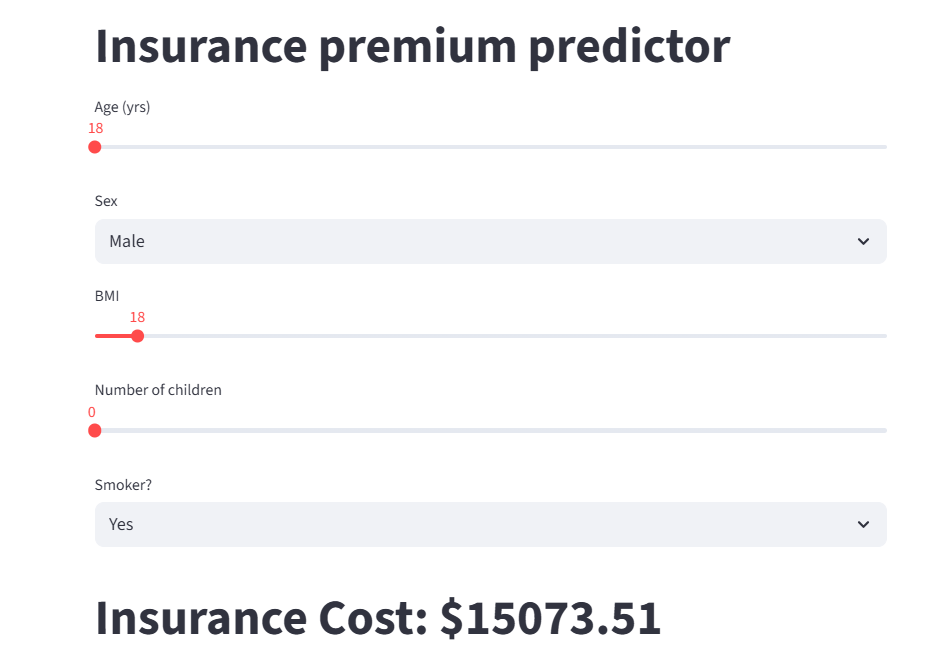 Insurance premium predictor
Age (yrs)
18
Sex
Male
BMI
18
Number of children
0
Smoker?
Yes
Insurance Cost: $15073.51